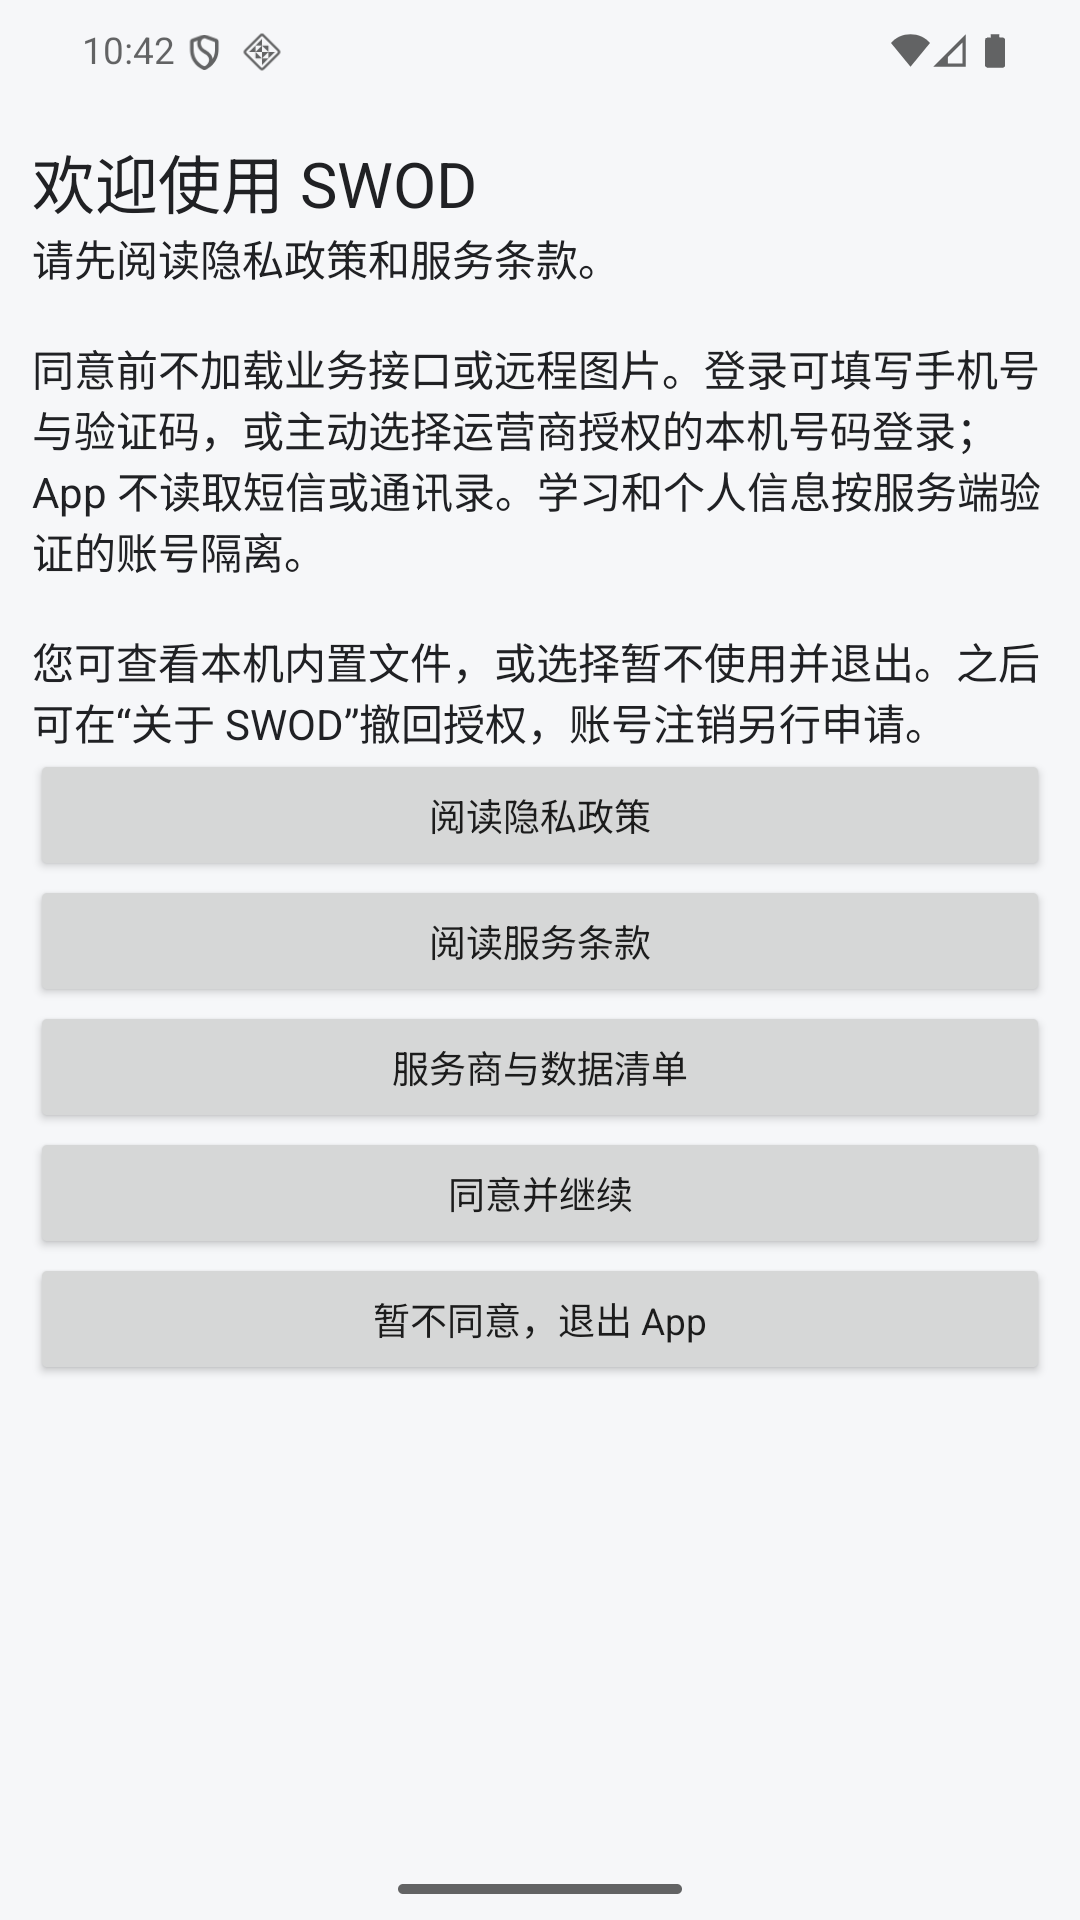 10:42
欢迎使用 SWOD
请先阅读隐私政策和服务条款。
同意前不加载业务接口或远程图片。登录可填写手机号
与验证码，或主动选择运营商授权的本机号码登录；
App 不读取短信或通讯录。学习和个人信息按服务端验
证的账号隔离。
您可查看本机内置文件，或选择暂不使用并退出。之后
可在“关于 SWOD”撤回授权，账号注销另行申请。
阅读隐私政策
阅读服务条款
服务商与数据清单
同意并继续
暂不同意，退出 App